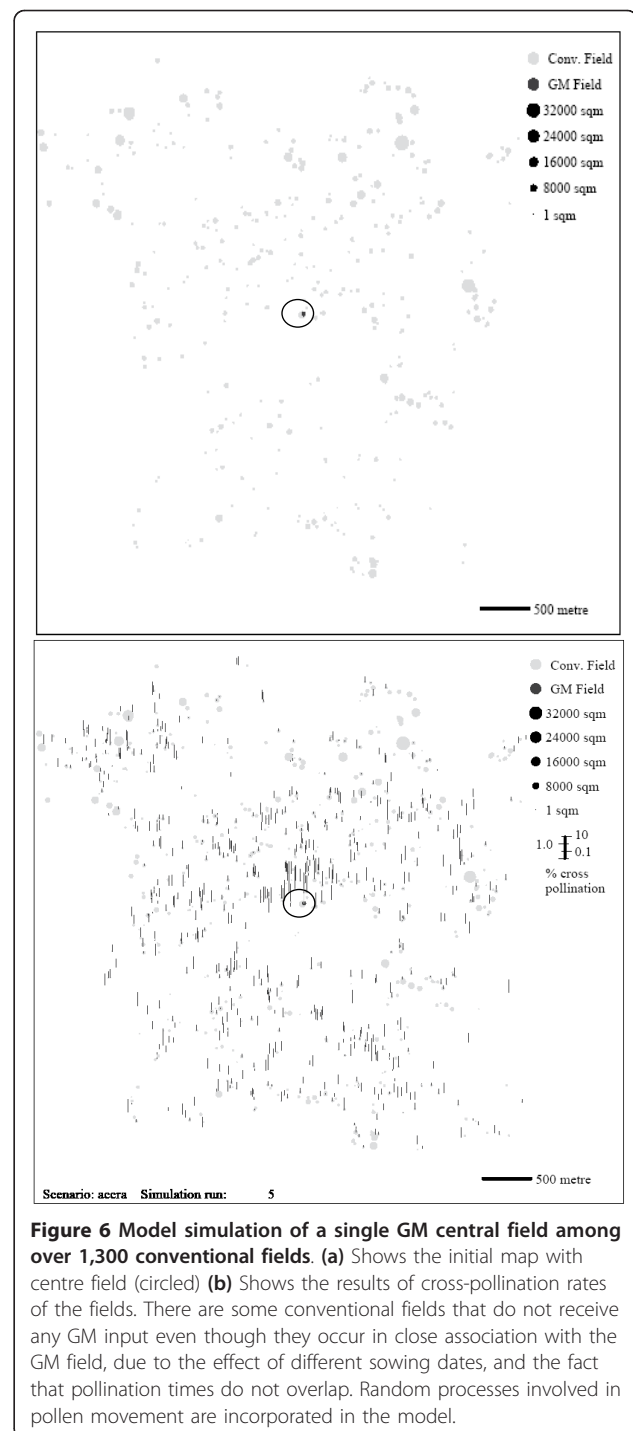 Conv. Field
GM Field
32000 sqm
24000 sqm
16000 sqm
8000 sqm
1 sqm
500 metre
Conv. Field
GM Field
32000 sqm
24000 sqm
16000 sqm
8000 sqm
1 sqm
10
1.0
0.1
% cross
pollination
500 metre
Scenario: accra Simulation run: 5
Figure 6 Model simulation of a single GM central field among
over 1,300 conventional fields. (a) Shows the initial map with
centre field (circled) (b) Shows the results of cross-pollination rates
of the fields. There are some conventional fields that do not receive
any GM input even though they occur in close association with the
GM field, due to the effect of different sowing dates, and the fact
that pollination times do not overlap. Random processes involved in
pollen movement are incorporated in the model.